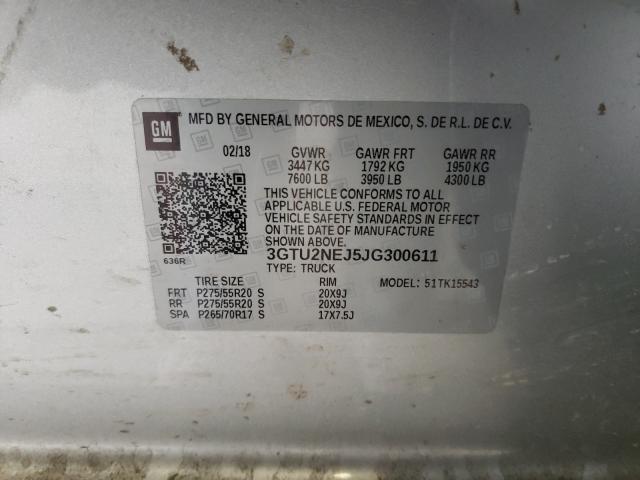 GM MFD BY GENERAL MOTORS DE MEXICO, S. DE R.L. DE C.V.
02/18 GVWR GAWR FRT GAWR RR
3447 KG 1792 KG 1950 KG
7600 LB 3950 LB 4300 LB
THIS VEHICLE CONFORMS TO ALL
APPLICABLE U.S. FEDERAL MOTOR
VEHICLE SAFETY STANDARDS IN EFFECT
ON THE DATE OF MANUFACTURE
SHOWN ABOVE.
636R
3GTU2NEJ5JG300611
TYPE: TRUCK
TIRE SIZE RIM MODEL: 51TK15543
FRT P275/55R20 S 20X9J
RR P275/55R20 S 20X9J
SPA P265/70R17 S 17X7.5J